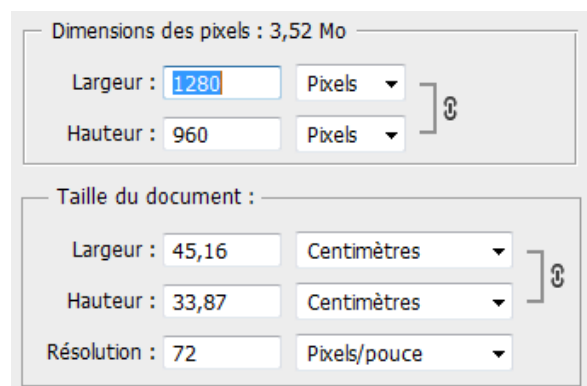 Dimensions des pixels : 3,52 Mo
Largeur : 1280 Pixels
Hauteur : 960 Pixels
Taille du document :
Largeur : 45,16 Centimètres
Hauteur : 33,87 Centimètres
Résolution : 72 Pixels/pouce